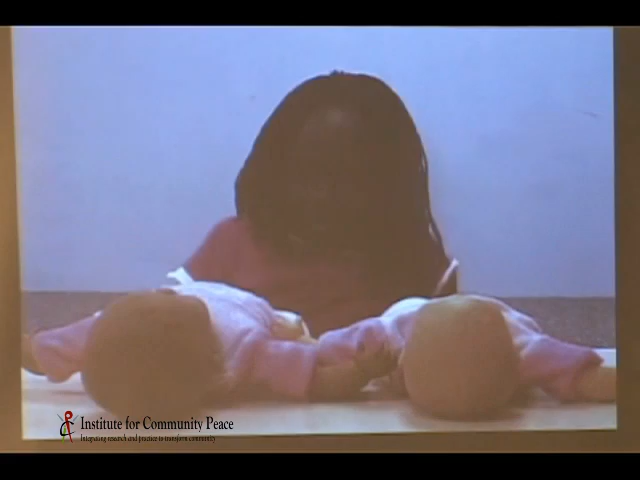 Institute for Community Peace
Integrating research and practice to transform community